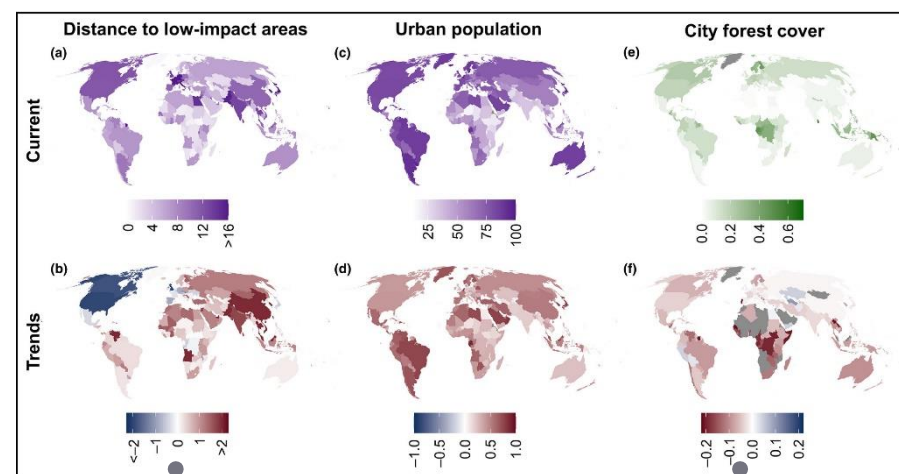 Distance to low-impact areas
Urban population
City forest cover
Current
(a)
(c)
(e)
0
4
8
12
>16
25
50
75
100
0.0
0.2
0.4
0.6
Trends
(b)
(d)
(f)
<-2
-1
0
1
>2
-1.0
-0.5
0.0
0.5
1.0
-0.2
-0.1
0.0
0.1
0.2